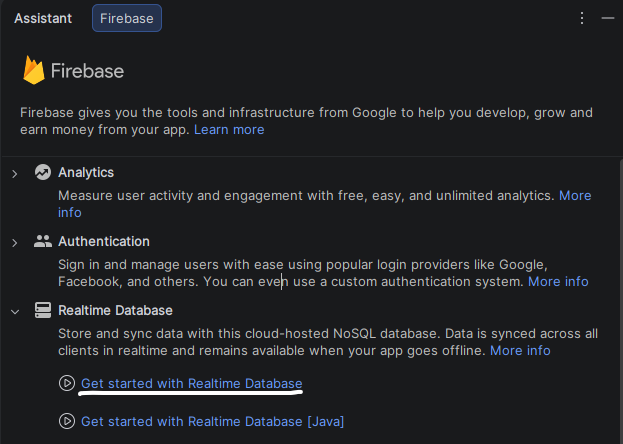 Assistant Firebase
Firebase
Firebase gives you the tools and infrastructure from Google to help you develop, grow and
earn money from your app. Learn more
Analytics
Measure user activity and engagement with free, easy, and unlimited analytics. More
info
Authentication
Sign in and manage users with ease using popular login providers like Google,
Facebook, and others. You can even use a custom authentication system. More info
Realtime Database
Store and sync data with this cloud-hosted NoSQL database. Data is synced across all
clients in realtime and remains available when your app goes offline. More info
Get started with Realtime Database
Get started with Realtime Database [Java]